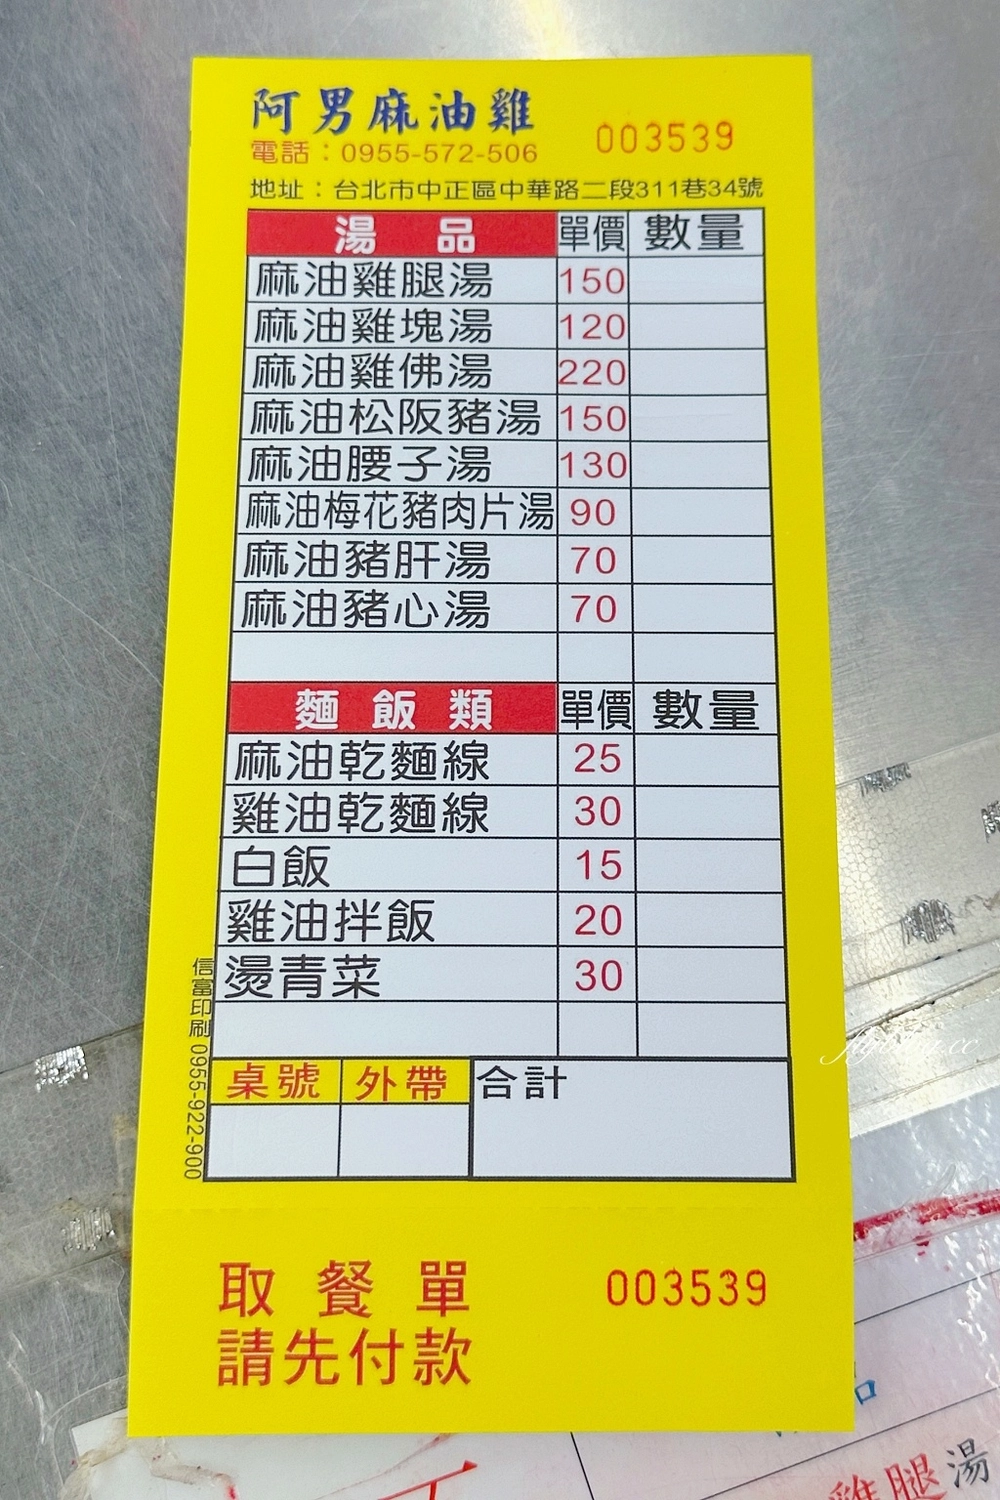 阿男麻油雞
003539
電話：0955-572-506
地址：台北市中正區中華路二段311巷34號
湯 品 單價 數量
麻油雞腿湯 150
麻油雞塊湯 120
麻油雞佛湯 220
麻油松阪豬湯 150
麻油腰子湯 130
麻油梅花豬肉片湯 90
麻油豬肝湯 70
麻油豬心湯 70
麵 飯 類 單價 數量
麻油乾麵線 25
雞油乾麵線 30
白飯 15
雞油拌飯 20
燙青菜 30
信富印刷 0955-922-900
桌號 外帶 合計
取 餐 單 003539
請先付款
雞腿湯